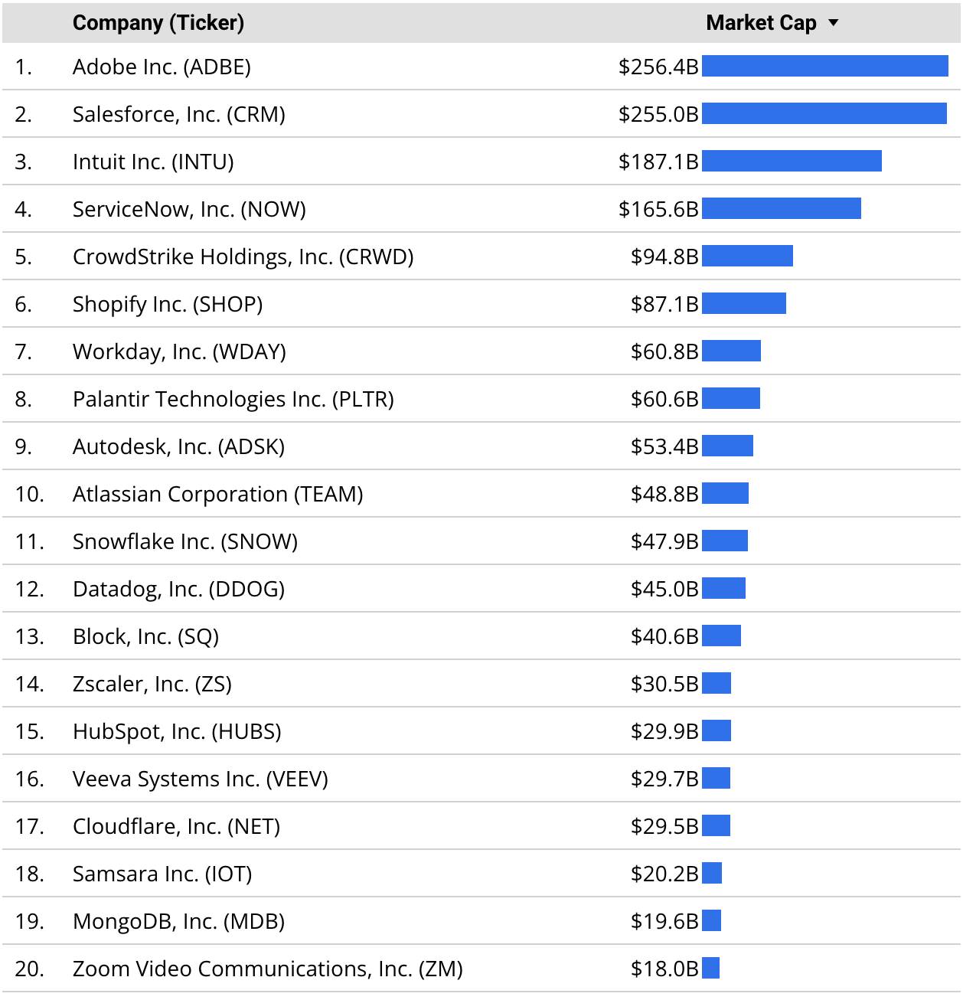 Company (Ticker) Market Cap
1. Adobe Inc. (ADBE) $256.4B
2. Salesforce, Inc. (CRM) $255.0B
3. Intuit Inc. (INTU) $187.1B
4. ServiceNow, Inc. (NOW) $165.6B
5. CrowdStrike Holdings, Inc. (CRWD) $94.8B
6. Shopify Inc. (SHOP) $87.1B
7. Workday, Inc. (WDAY) $60.8B
8. Palantir Technologies Inc. (PLTR) $60.6B
9. Autodesk, Inc. (ADSK) $53.4B
10. Atlassian Corporation (TEAM) $48.8B
11. Snowflake Inc. (SNOW) $47.9B
12. Datadog, Inc. (DDOG) $45.0B
13. Block, Inc. (SQ) $40.6B
14. Zscaler, Inc. (ZS) $30.5B
15. HubSpot, Inc. (HUBS) $29.9B
16. Veeva Systems Inc. (VEEV) $29.7B
17. Cloudflare, Inc. (NET) $29.5B
18. Samsara Inc. (IOT) $20.2B
19. MongoDB, Inc. (MDB) $19.6B
20. Zoom Video Communications, Inc. (ZM) $18.0B